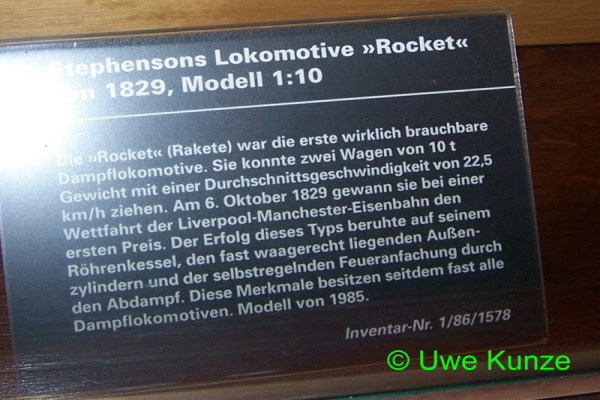 Stephensons Lokomotive »Rocket«
von 1829, Modell 1:10
Die »Rocket« (Rakete) war die erste wirklich brauchbare
Dampflokomotive. Sie konnte zwei Wagen von 10 t
Gewicht mit einer Durchschnittsgeschwindigkeit von 22,5
km/h ziehen. Am 6. Oktober 1829 gewann sie bei einer
Wettfahrt der Liverpool-Manchester-Eisenbahn den
ersten Preis. Der Erfolg dieses Typs beruhte auf seinem
Röhrenkessel, den fast waagerecht liegenden Außen-
zylindern und der selbstregelnden Feueranfachung durch
den Abdampf. Diese Merkmale besitzen seitdem fast alle
Dampflokomotiven. Modell von 1985.
Inventar-Nr. 1/86/1578
© Uwe Kunze